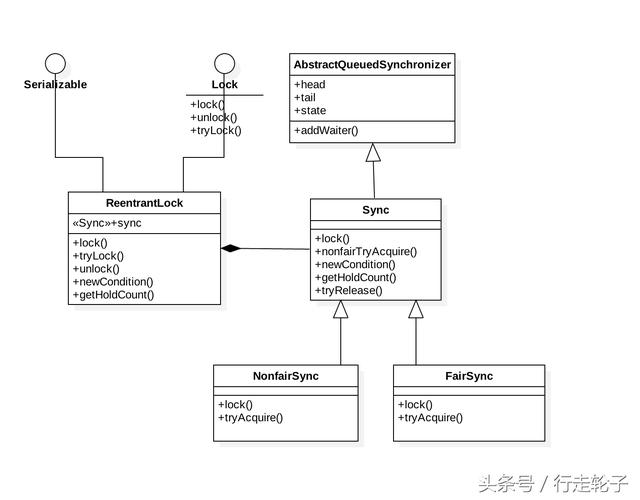 Serializable
Lock
+lock()
+unlock()
+tryLock()
AbstractQueuedSynchronizer
+head
+tail
+state
+addWaiter()
ReentrantLock
«Sync»+sync
+lock()
+tryLock()
+unlock()
+newCondition()
+getHoldCount()
Sync
+lock()
+nonfairTryAcquire()
+newCondition()
+getHoldCount()
+tryRelease()
NonfairSync
+lock()
+tryAcquire()
FairSync
+lock()
+tryAcquire()
头条号／行走轮子